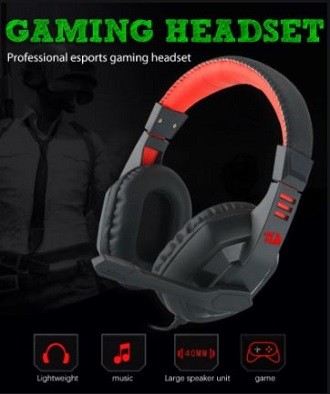 GAMING HEADSET
Professional esports gaming headset
40MM
Lightweight music Large speaker unit game